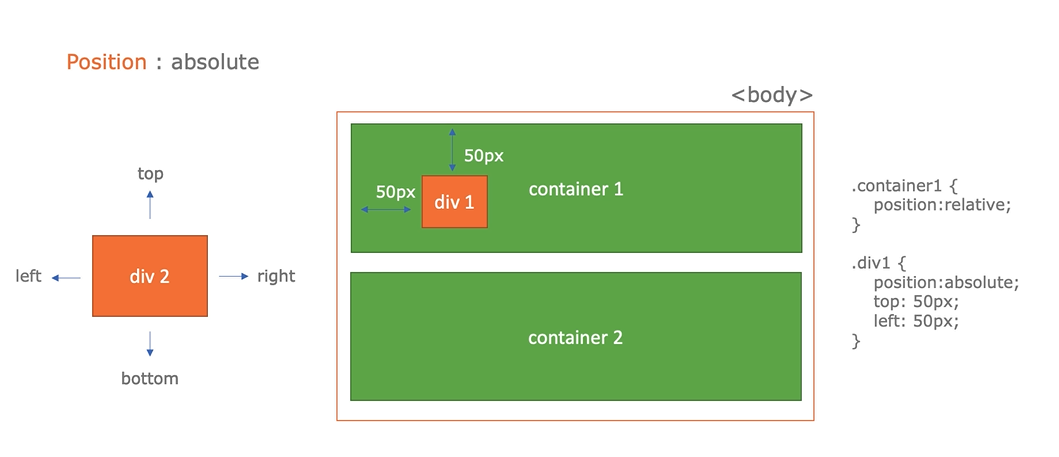 Position : absolute
<body>
top
left
div 2
right
bottom
50px
50px
div 1
container 1
container 2
.container1 {
position:relative;
}
.div1 {
position:absolute;
top: 50px;
left: 50px;
}